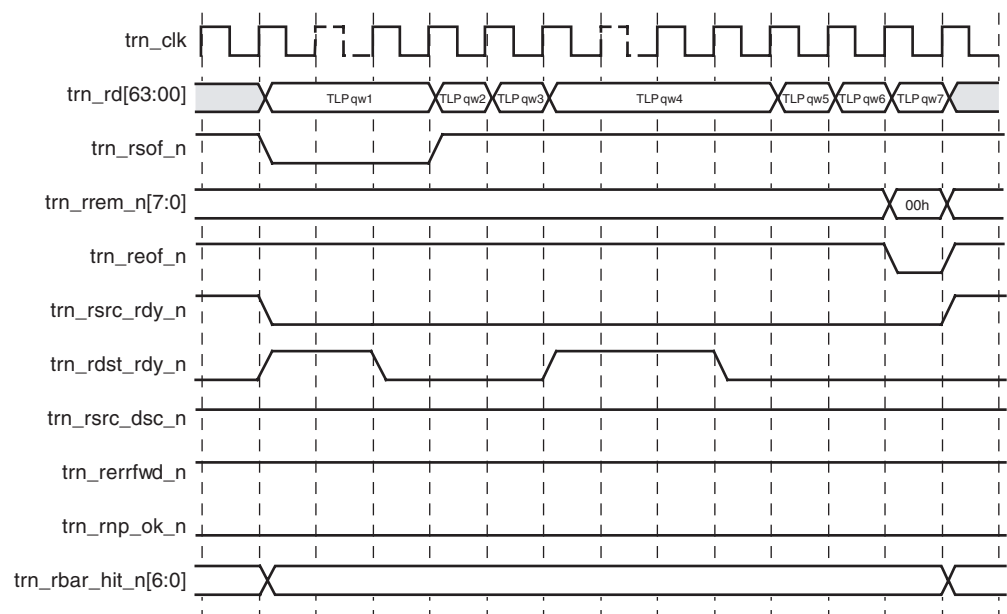 trn_clk
trn_rd[63:00]
TLP qw1 TLP qw2 TLP qw3 TLP qw4 TLP qw5 TLP qw6 TLP qw7
trn_rsof_n
trn_rrem_n[7:0]
00h
trn_reof_n
trn_rsrc_rdy_n
trn_rdst_rdy_n
trn_rsrc_dsc_n
trn_rerrfwd_n
trn_rnp_ok_n
trn_rbar_hit_n[6:0]